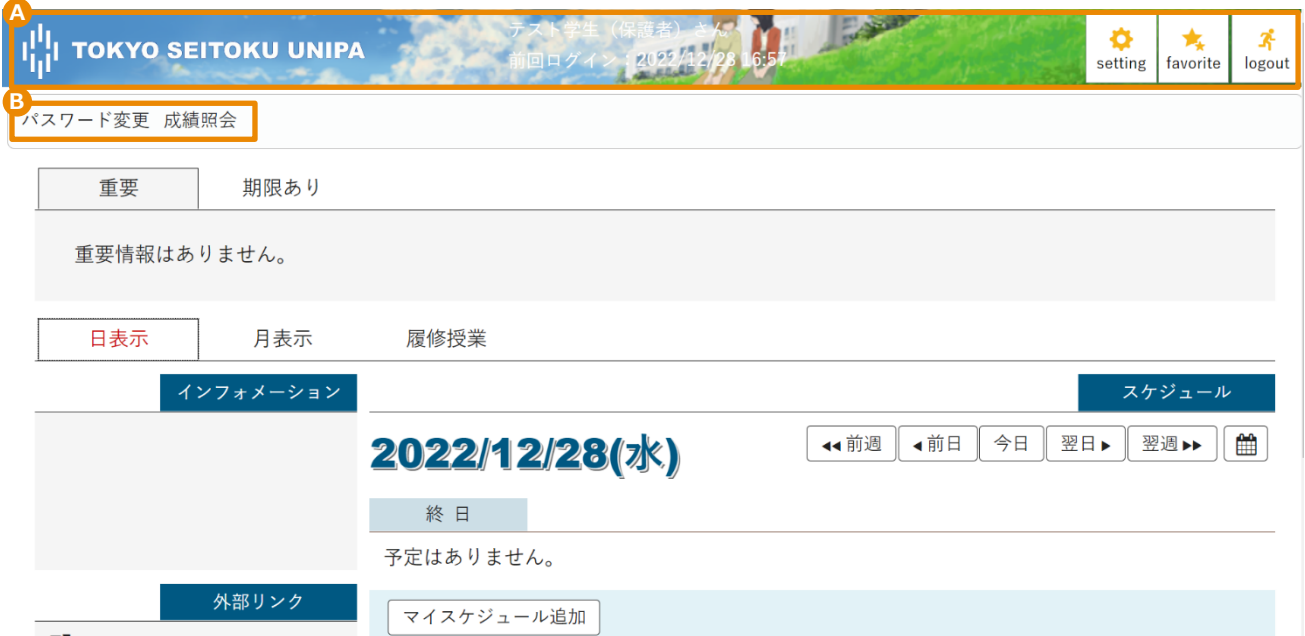 A
TOKYO SEITOKU UNIPA
テスト学生（保護者）さん
前回ログイン：2022/12/28 16:57
setting favorite logout
B
パスワード変更 成績照会
重要 期限あり
重要情報はありません。
日表示 月表示 履修授業
インフォメーション
スケジュール
2022/12/28(水)
前週 前日 今日 翌日 翌週
終 日
予定はありません。
外部リンク
マイスケジュール追加